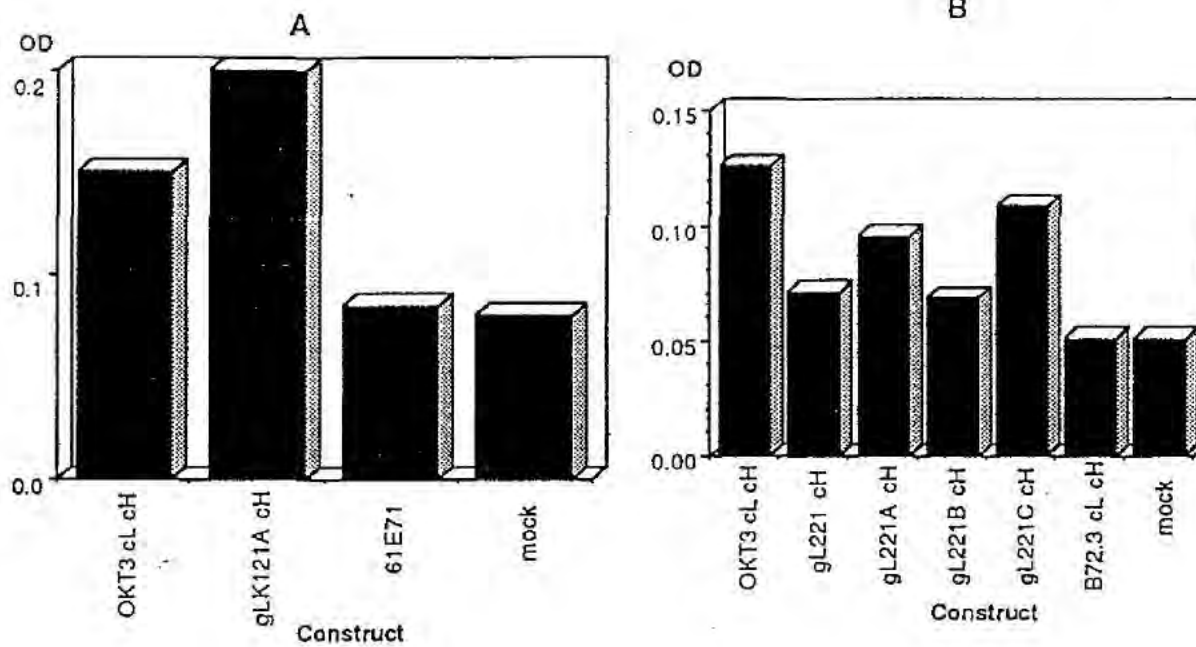 A
OD
0.2
0.1
0.0
OKT3 cL cH
gLK121A cH
61E71
mock
Construct
B
OD
0.15
0.10
0.05
0.00
OKT3 cL cH
gL221 cH
gL221A cH
gL221B cH
gL221C cH
B72.3 cL cH
mock
Construct